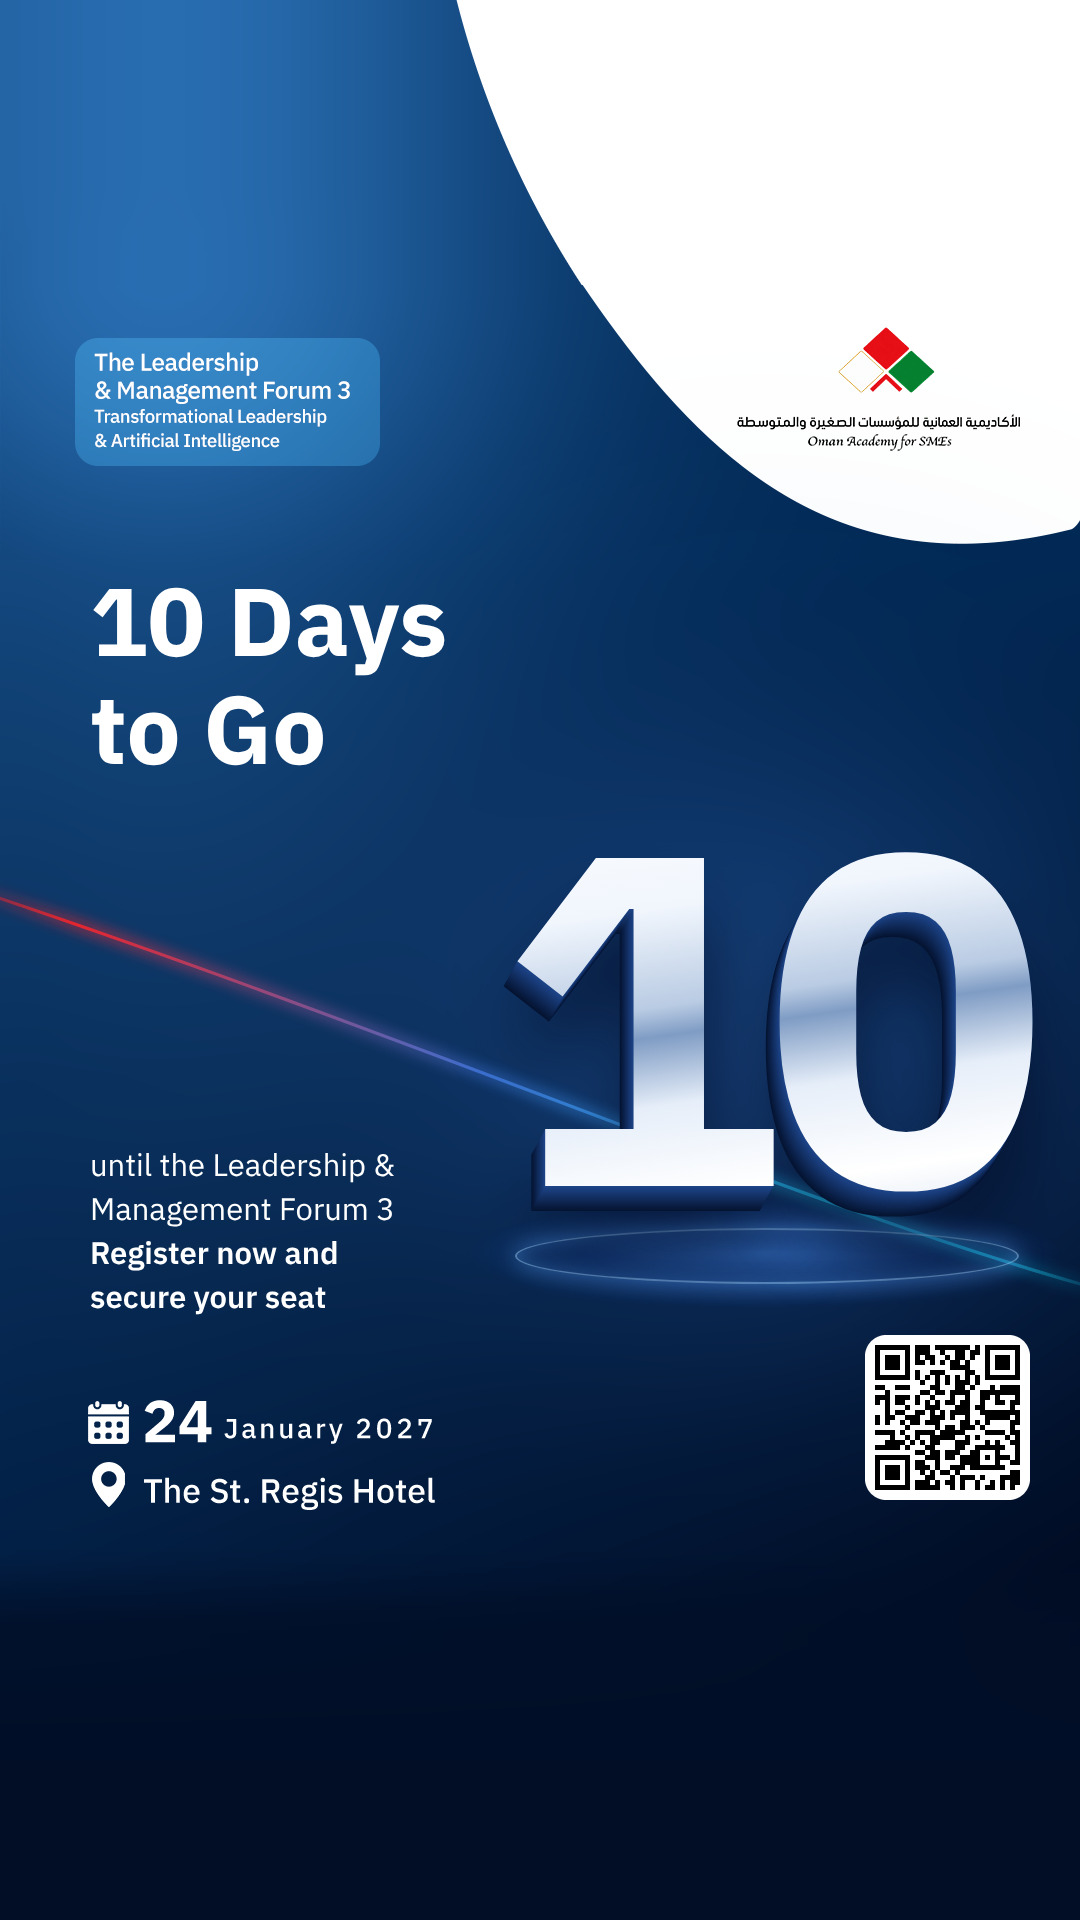 The Leadership
& Management Forum 3
Transformational Leadership
& Artificial Intelligence
الأكاديمية العمانية للمؤسسات الصغيرة والمتوسطة
Oman Academy for SMEs
10 Days
to Go
10
until the Leadership &
Management Forum 3
Register now and
secure your seat
24 January 2027
The St. Regis Hotel